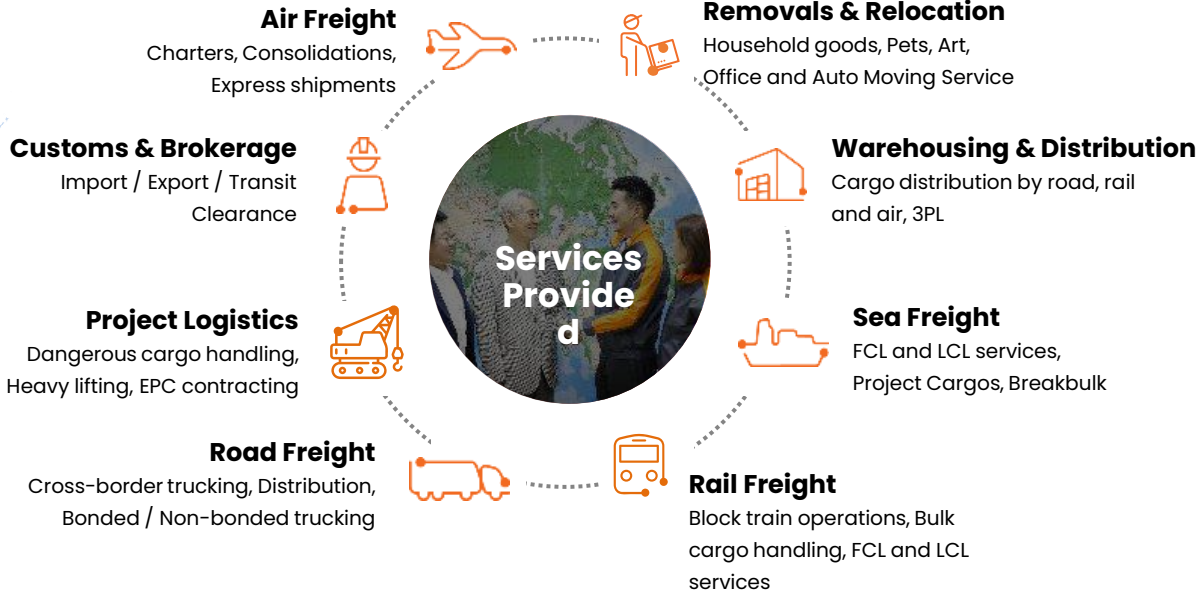 Air Freight
Charters, Consolidations,
Express shipments
Removals & Relocation
Household goods, Pets, Art,
Office and Auto Moving Service
Customs & Brokerage
Import / Export / Transit
Clearance
Warehousing & Distribution
Cargo distribution by road, rail
and air, 3PL
Services
Provide
d
Project Logistics
Dangerous cargo handling,
Heavy lifting, EPC contracting
Sea Freight
FCL and LCL services,
Project Cargos, Breakbulk
Road Freight
Cross-border trucking, Distribution,
Bonded / Non-bonded trucking
Rail Freight
Block train operations, Bulk
cargo handling, FCL and LCL
services